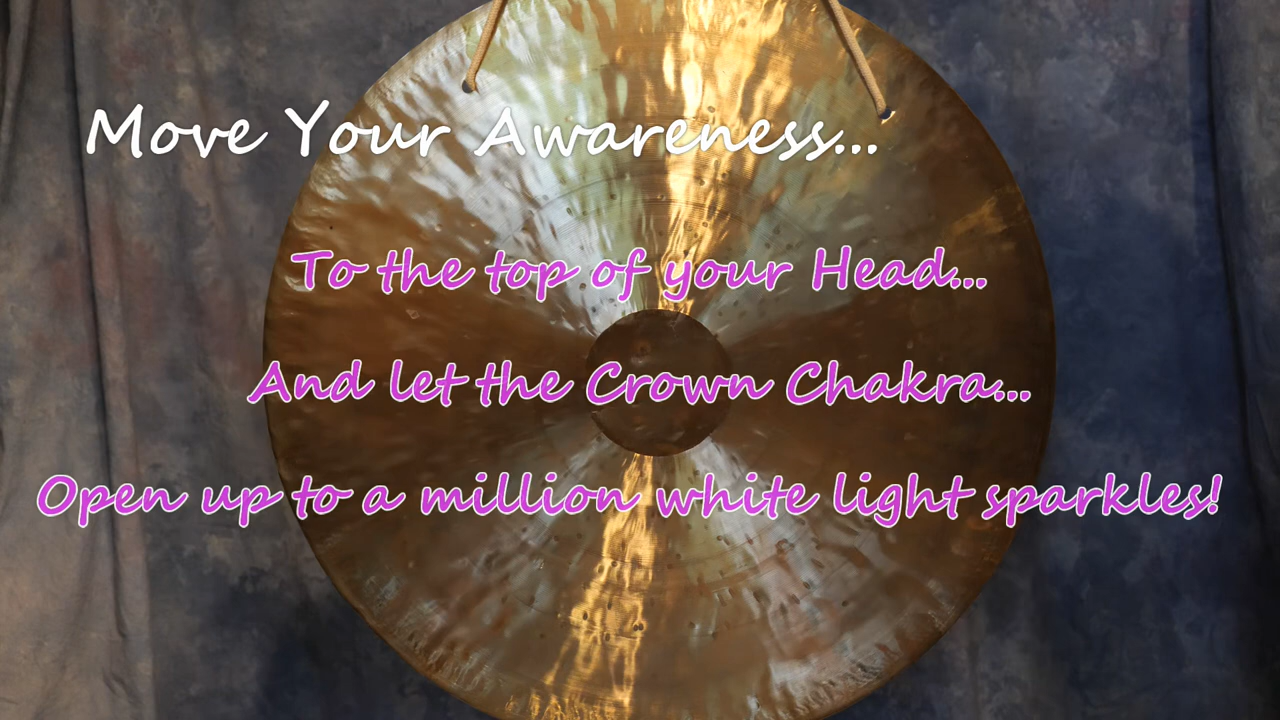 Move Your Awareness...
To the top of your Head...
And let the Crown Chakra...
Open up to a million white light sparkles!